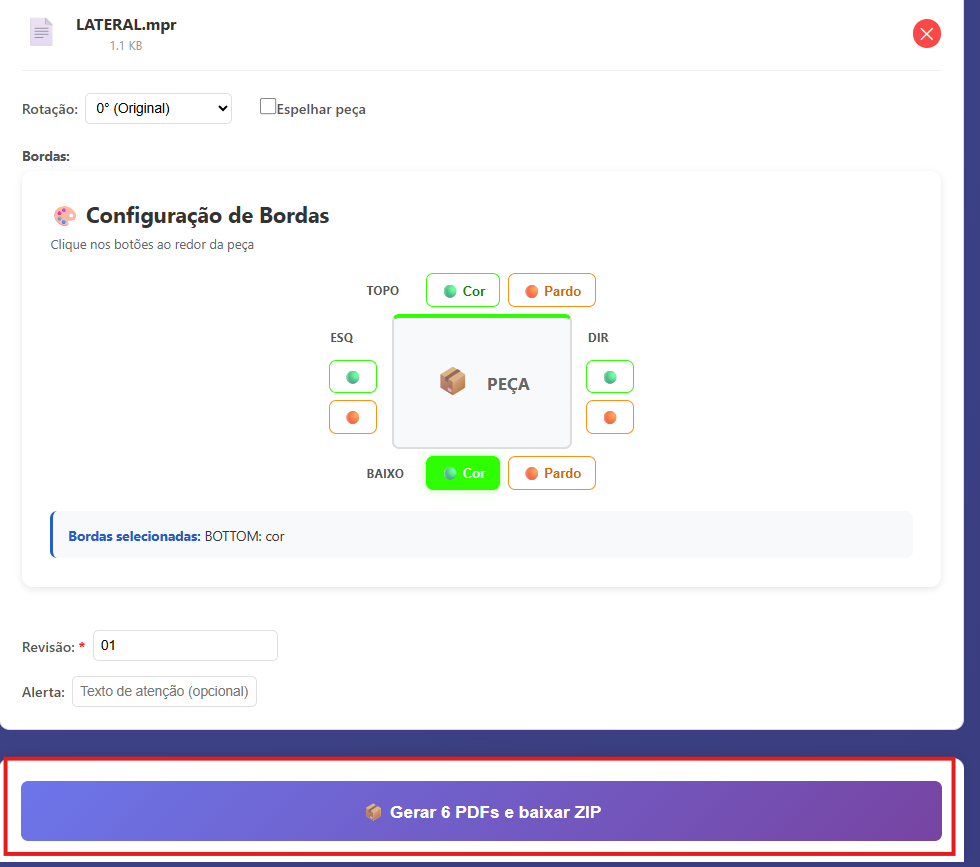 LATERAL.mpr
1.1 KB
Rotação: 0° (Original) Espelhar peça
Bordas:
Configuração de Bordas
Clique nos botões ao redor da peça
TOPO Cor Pardo
ESQ DIR
PEÇA
BAIXO Cor Pardo
Bordas selecionadas: BOTTOM: cor
Revisão: * 01
Alerta: Texto de atenção (opcional)
Gerar 6 PDFs e baixar ZIP